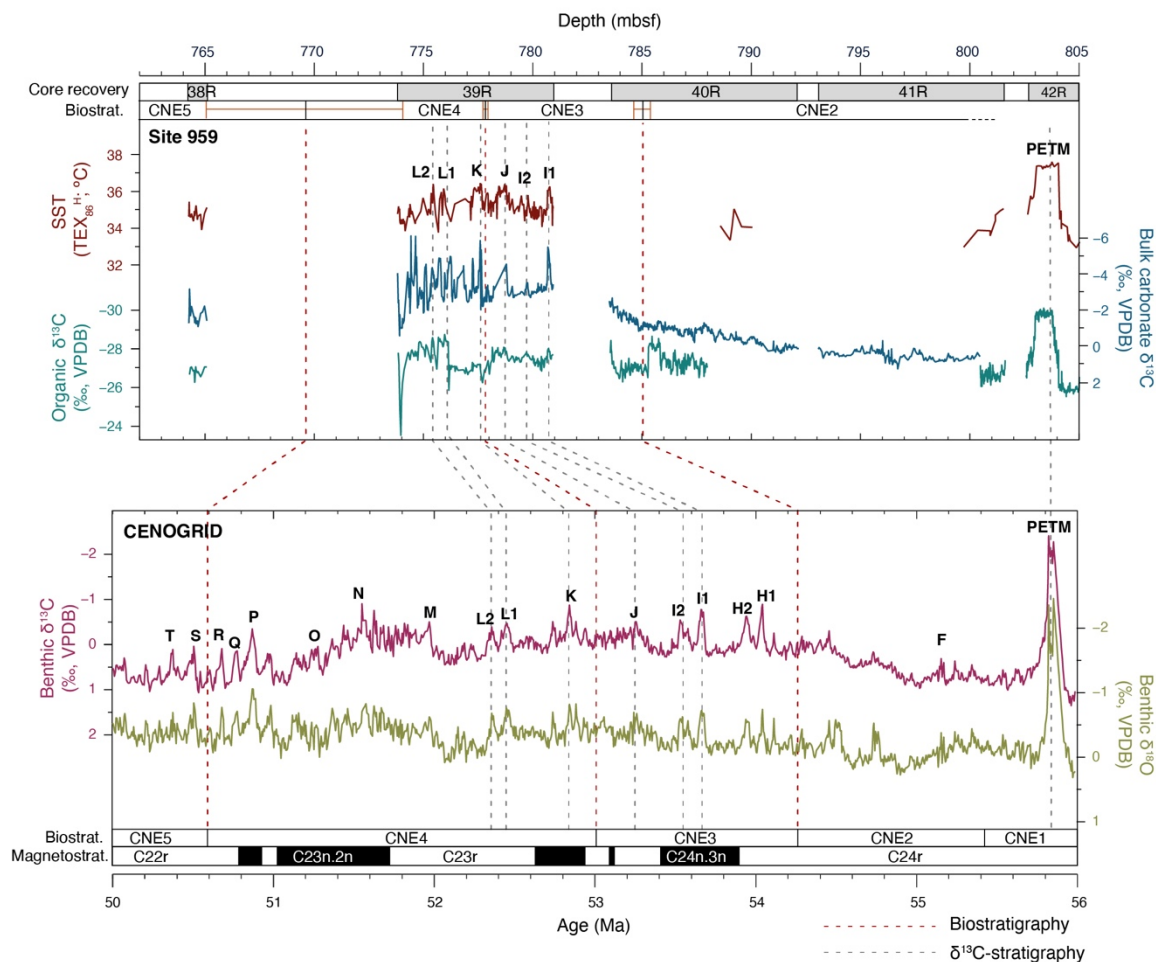 Depth (mbsf)
765 770 775 780 785 790 795 800 805
Core recovery 38R 39R 40R 41R 42R
Biostrat. CNE5 CNE4 CNE3 CNE2
Site 959
PETM
38
36
34
32
SST
(TEX₈₆ᴴ; °C)
L2 L1 K J I2 I1
−6
−4
−2
0
2
Bulk carbonate δ¹³C
(‰, VPDB)
−30
−28
−26
−24
Organic δ¹³C
(‰, VPDB)
CENOGRID
PETM
−2
−1
0
1
2
Benthic δ¹³C
(‰, VPDB)
T S R Q P O N M L2 L1 K J I2 I1 H2 H1 F
−2
−1
0
1
Benthic δ¹⁸O
(‰, VPDB)
Biostrat. CNE5 CNE4 CNE3 CNE2 CNE1
Magnetostrat. C22r C23n.2n C23r C24n.3n C24r
50 51 52 53 54 55 56
Age (Ma)
Biostratigraphy
δ¹³C-stratigraphy